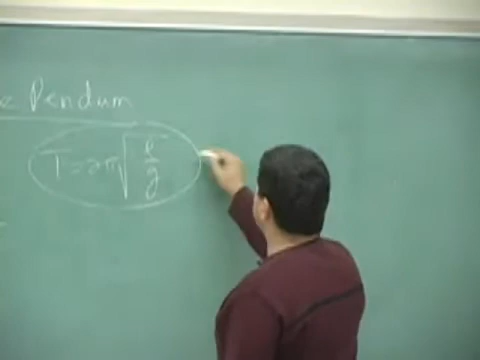 Pendum
T = 2π√(l/g)